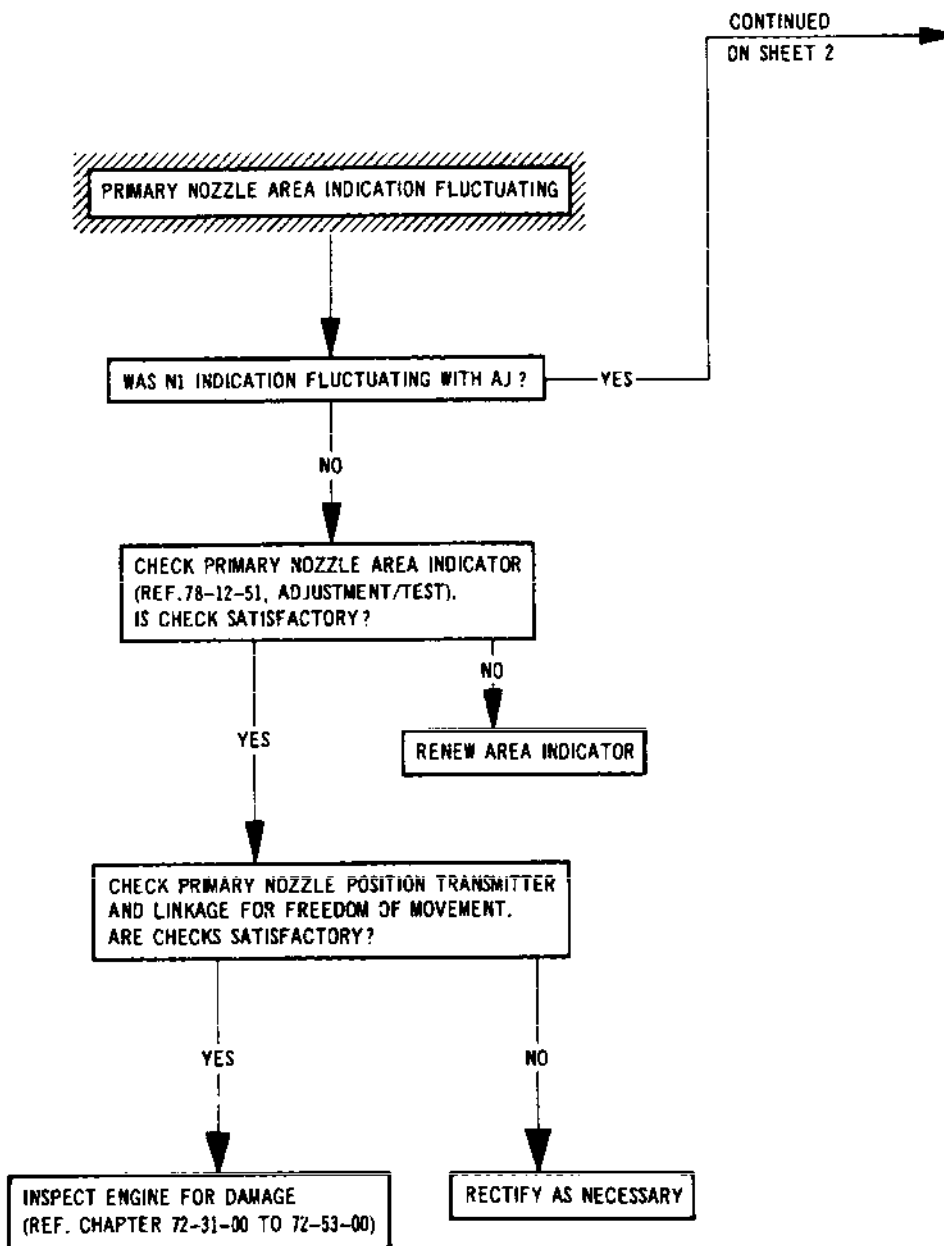 CONTINUED
ON SHEET 2
PRIMARY NOZZLE AREA INDICATION FLUCTUATING
WAS N1 INDICATION FLUCTUATING WITH AJ?
YES
NO
CHECK PRIMARY NOZZLE AREA INDICATOR
(REF.78-12-51, ADJUSTMENT/TEST).
IS CHECK SATISFACTORY?
NO
YES
RENEW AREA INDICATOR
CHECK PRIMARY NOZZLE POSITION TRANSMITTER
AND LINKAGE FOR FREEDOM OF MOVEMENT.
ARE CHECKS SATISFACTORY?
YES
NO
INSPECT ENGINE FOR DAMAGE
(REF. CHAPTER 72-31-00 TO 72-53-00)
RECTIFY AS NECESSARY